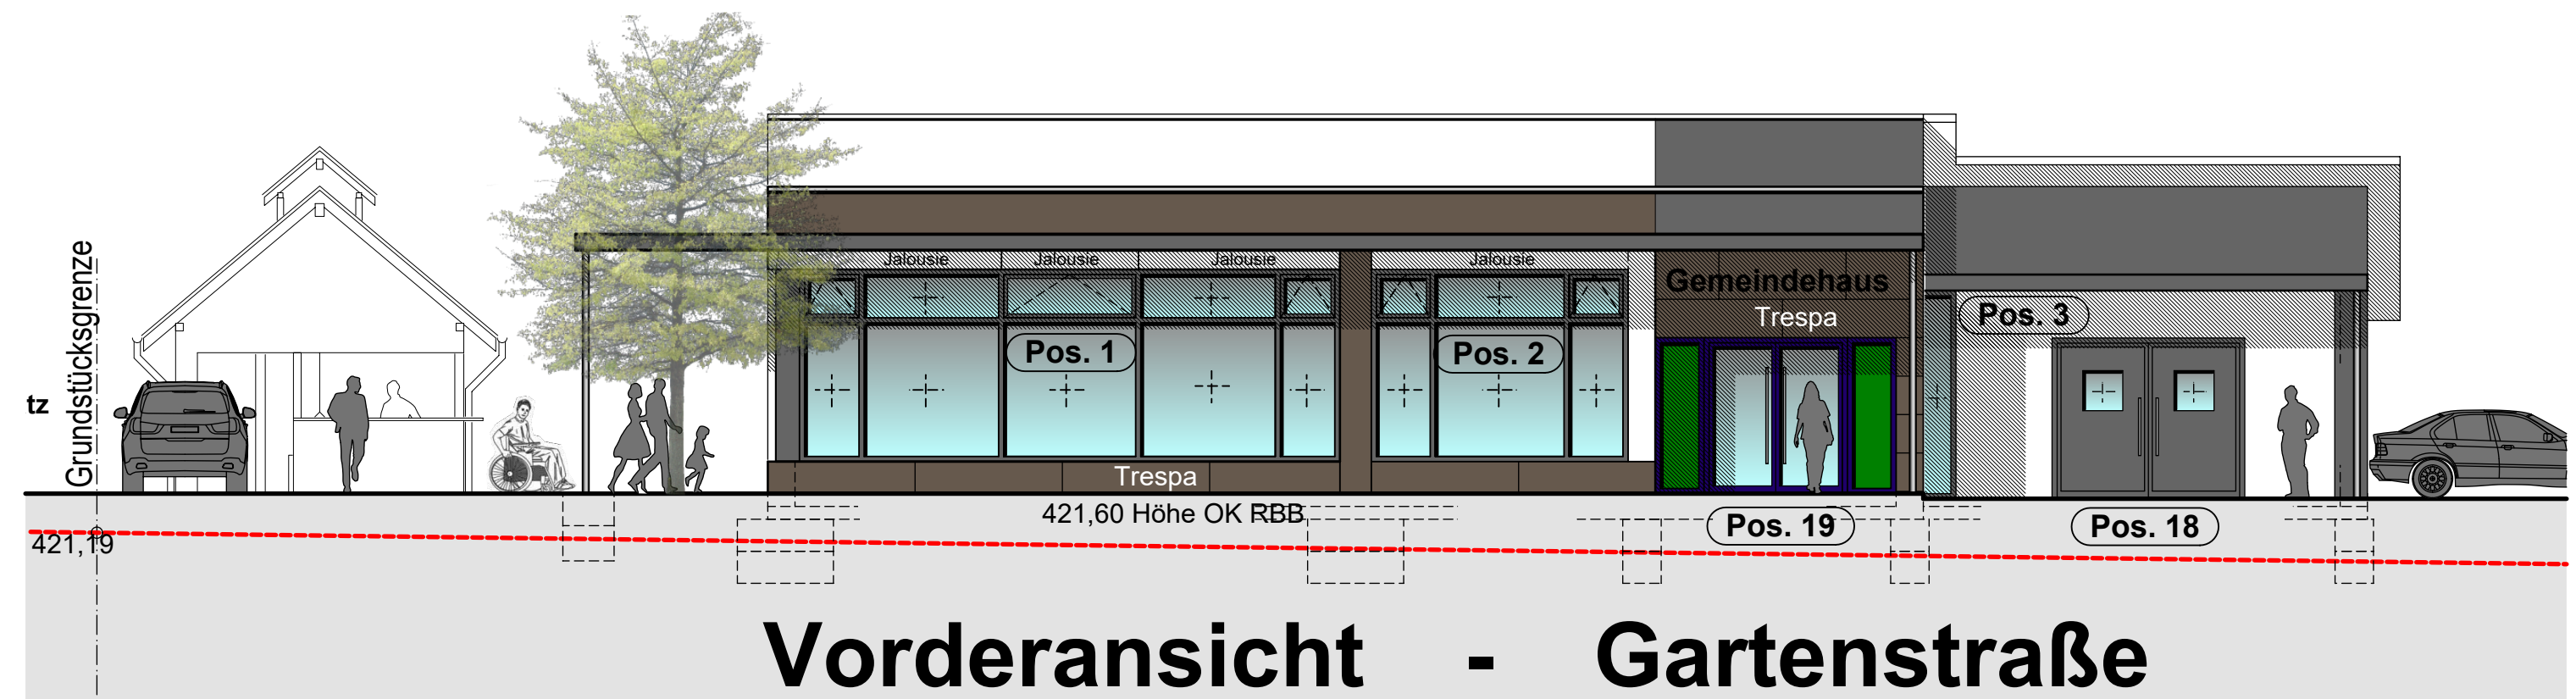 Grundstücksgrenze
tz
421,19
Jalousie
Jalousie
Jalousie
Jalousie
Gemeindehaus
Trespa
Pos. 1
Pos. 2
Pos. 3
Trespa
421,60 Höhe OK RBB
Pos. 19
Pos. 18
Vorderansicht - Gartenstraße